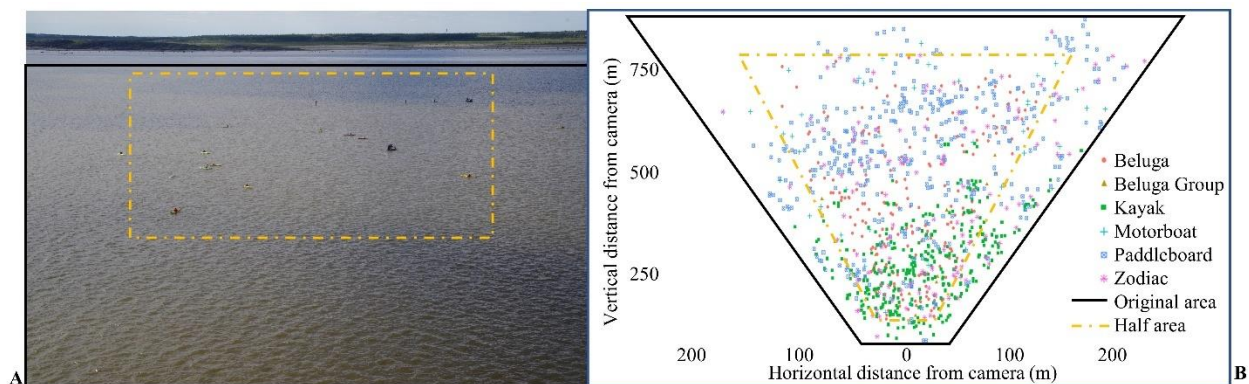 A
Vertical distance from camera (m)
750
500
250
200 100 0 100 200
Horizontal distance from camera (m)
Beluga
Beluga Group
Kayak
Motorboat
Paddleboard
Zodiac
Original area
Half area
B